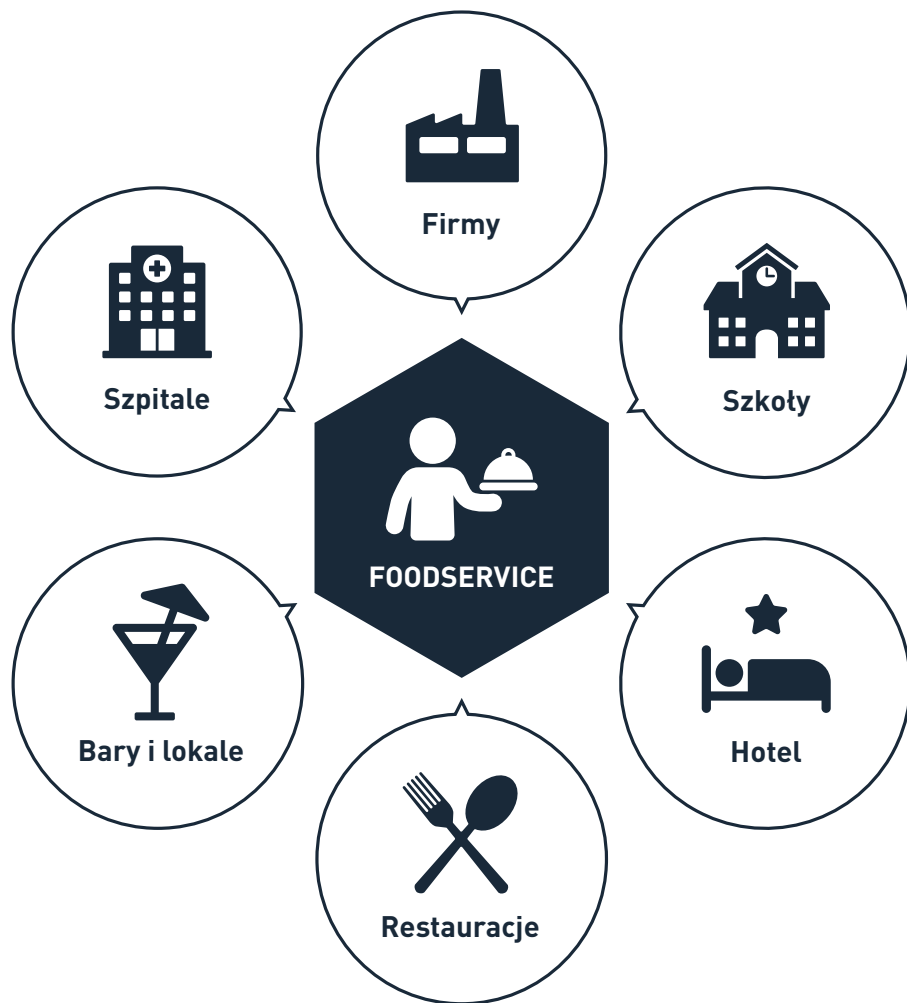 Firmy
Szpitale
Szkoły
FOODSERVICE
Bary i lokale
Hotel
Restauracje